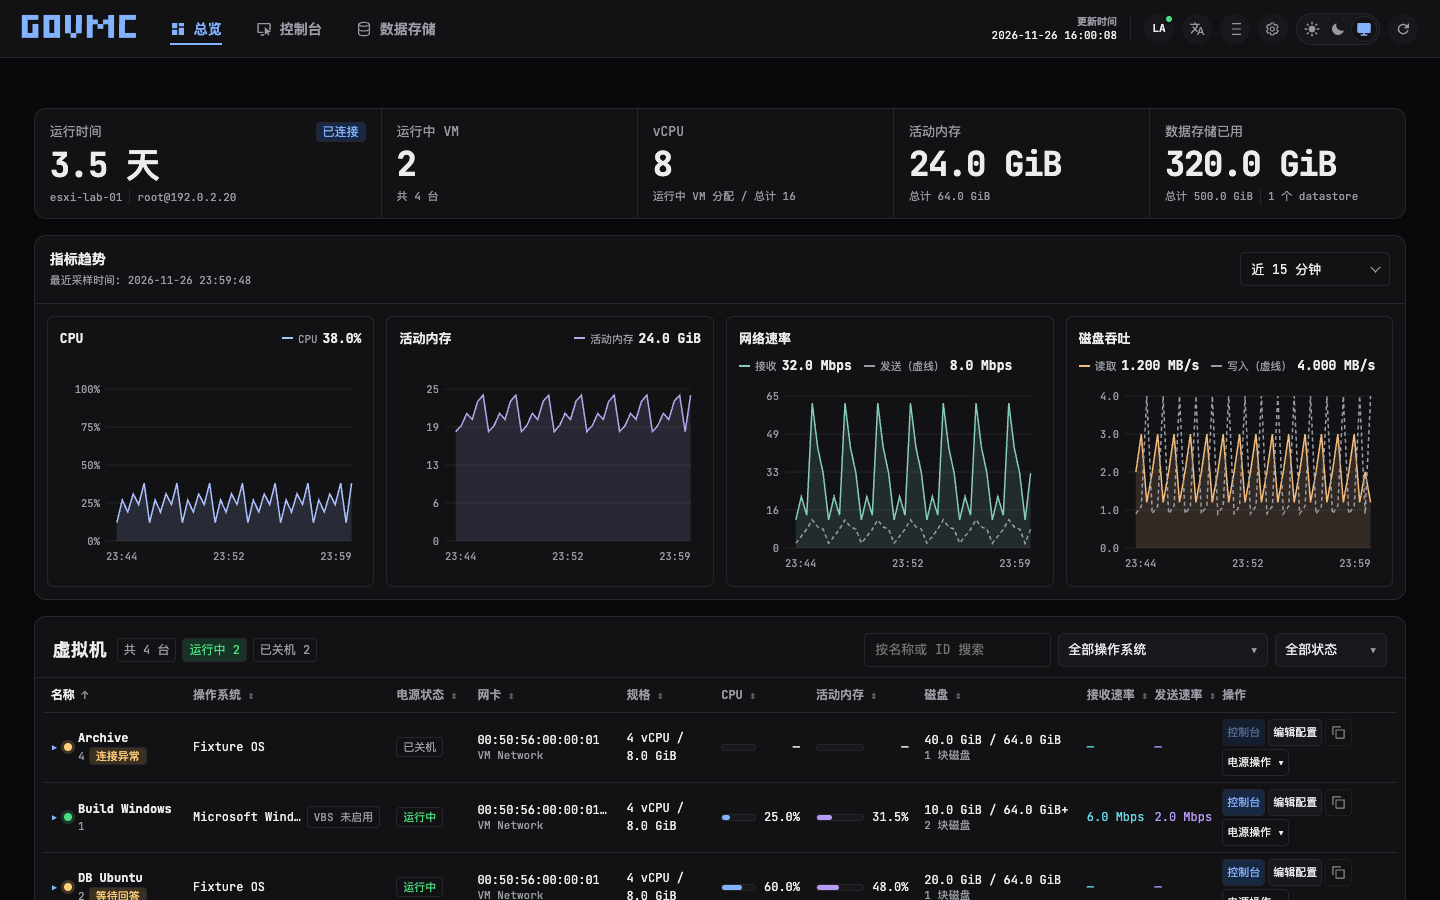 GOVMC
总览
控制台
数据存储
更新时间
2026-11-26 16:00:08
LA
运行时间
已连接
3.5 天
esxi-lab-01
root@192.0.2.20
运行中 VM
2
共 4 台
vCPU
8
运行中 VM 分配 / 总计 16
活动内存
24.0 GiB
总计 64.0 GiB
数据存储已用
320.0 GiB
总计 500.0 GiB
1 个 datastore
指标趋势
最近采样时间: 2026-11-26 23:59:48
近 15 分钟
CPU
CPU 38.0%
100%
75%
50%
25%
0%
23:44
23:52
23:59
活动内存
活动内存 24.0 GiB
25
19
13
6
0
23:44
23:52
23:59
网络速率
接收 32.0 Mbps
发送 (虚线) 8.0 Mbps
65
49
33
16
0
23:44
23:52
23:59
磁盘吞吐
读取 1.200 MB/s
写入 (虚线) 4.000 MB/s
4.0
3.0
2.0
1.0
0.0
23:44
23:52
23:59
虚拟机
共 4 台
运行中 2
已关机 2
按名称或 ID 搜索
全部操作系统
全部状态
名称 ↑
操作系统
电源状态
网卡
规格
CPU
活动内存
磁盘
接收速率
发送速率
操作
Archive
4
连接异常
Fixture OS
已关机
00:50:56:00:00:01
VM Network
4 vCPU /
8.0 GiB
—
—
40.0 GiB / 64.0 GiB
1 块磁盘
—
—
控制台
编辑配置
电源操作
Build Windows
1
Microsoft Wind…
VBS 未启用
运行中
00:50:56:00:00:01…
VM Network
4 vCPU /
8.0 GiB
25.0%
31.5%
10.0 GiB / 64.0 GiB+
2 块磁盘
6.0 Mbps
2.0 Mbps
控制台
编辑配置
电源操作
DB Ubuntu
2
等待回答
Fixture OS
运行中
00:50:56:00:00:01
VM Network
4 vCPU /
8.0 GiB
60.0%
48.0%
20.0 GiB / 64.0 GiB
1 块磁盘
—
—
控制台
编辑配置
电源操作